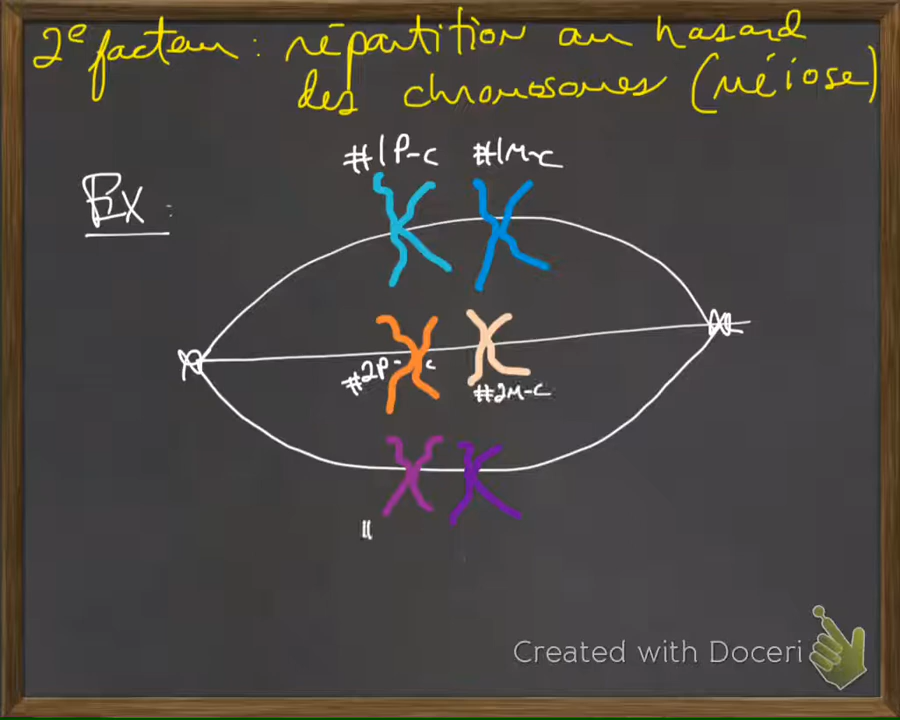 2e facteur : répartition au hasard
des chromosomes (méiose)
#1P-c #1M-c
Ex :
#2P-c
#2M-c
Created with Doceri